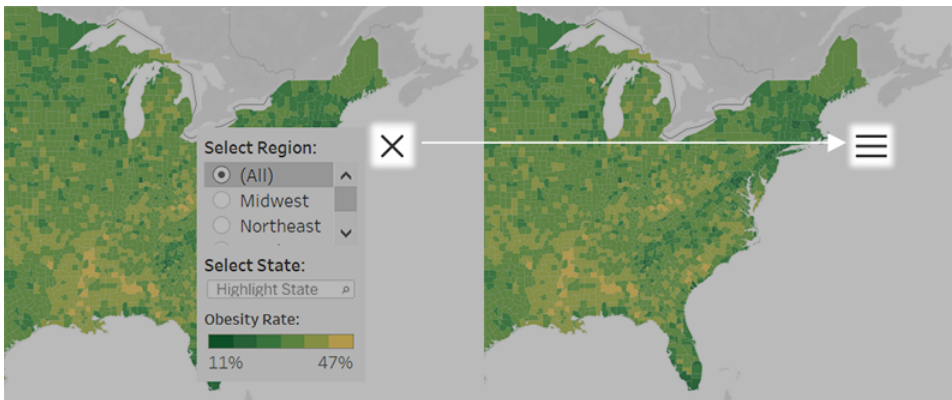 Select Region:
(All)
Midwest
Northeast
Select State:
Highlight State
Obesity Rate:
11% 47%